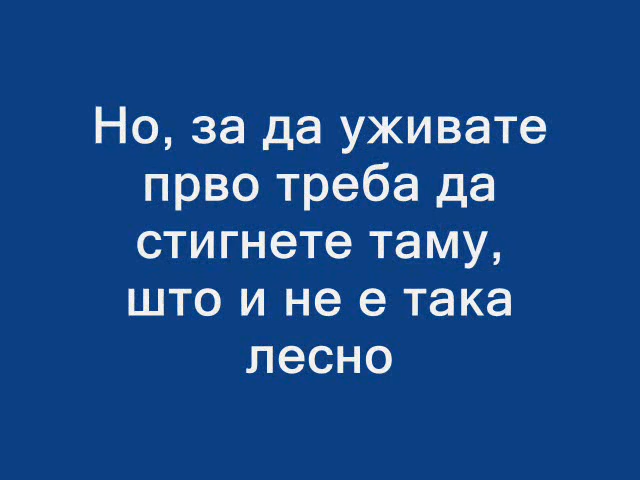 Но, за да уживате
прво треба да
стигнете таму,
што и не е така
лесно